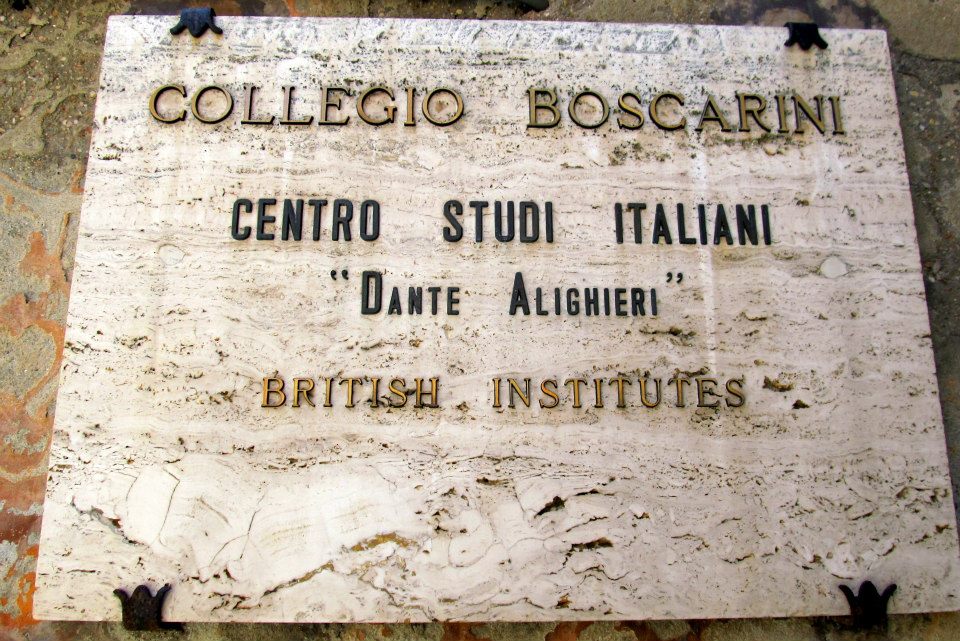 COLLEGIO BOSCARINI
CENTRO STUDI ITALIANI
"DANTE ALIGHIERI"
BRITISH INSTITUTES